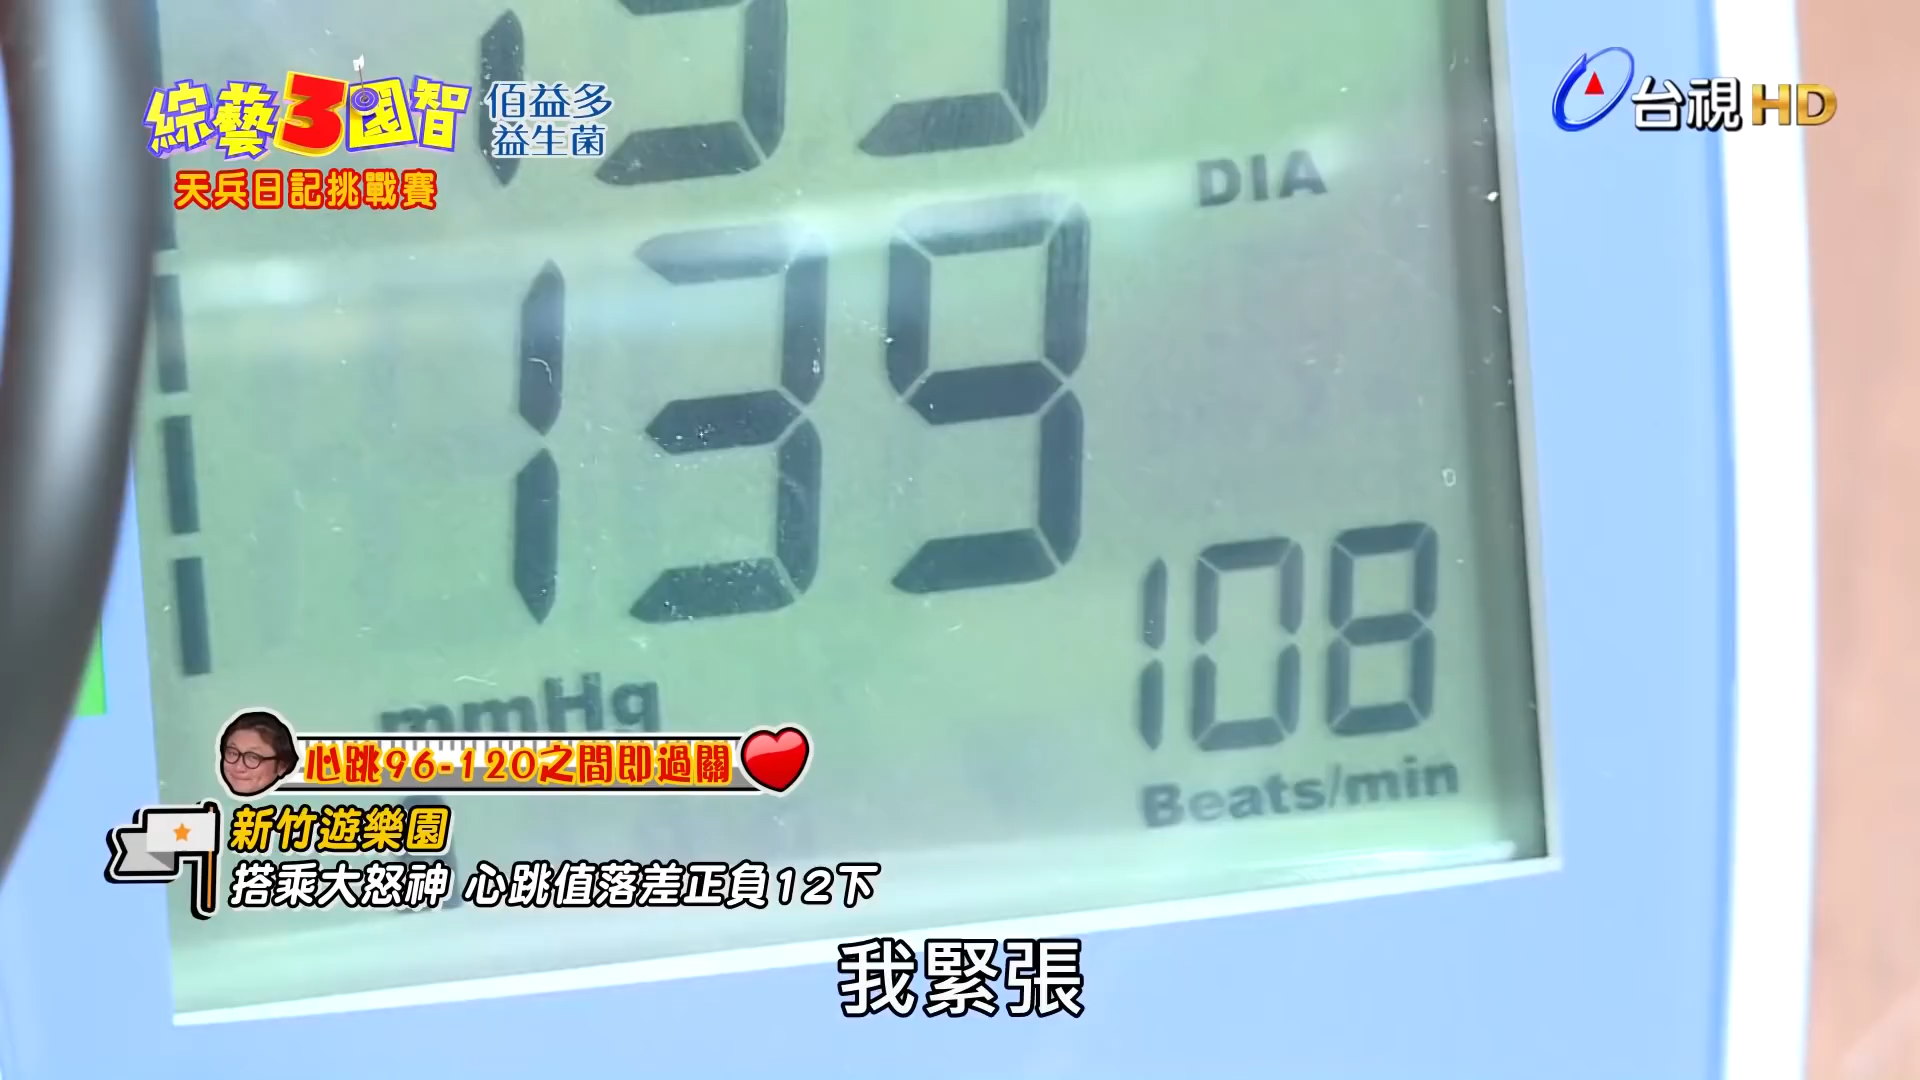 綜藝3國智
佰益多
益生菌
天兵日記挑戰賽
台視HD
DIA
139
108
mmHg
Beats/min
心跳96-120之間即過關
新竹遊樂園
搭乘大怒神 心跳值落差正負12下
我緊張